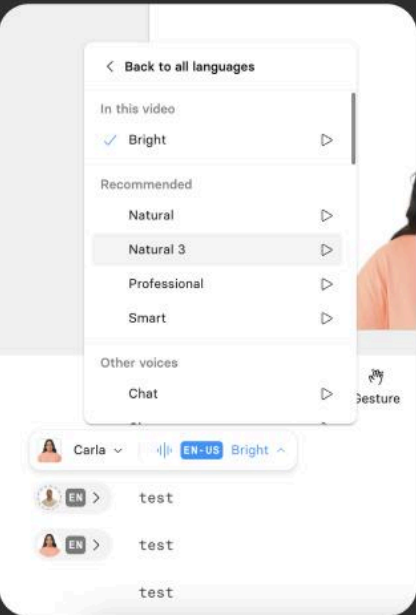 Back to all languages
In this video
Bright
Recommended
Natural
Natural 3
Professional
Smart
Other voices
Chat
Gesture
Carla EN-US Bright
EN test
EN test
test